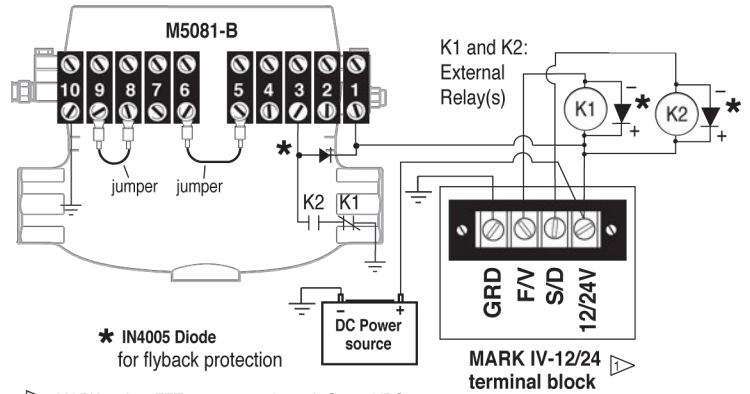 M5081-B
10 9 8 7 6 5 4 3 2 1
K1 and K2:
External
Relay(s)
K1 * K2 *
− −
+ +
*
jumper jumper
K2 K1
GRD F/V S/D 12/24V
− +
DC Power
source
* IN4005 Diode
for flyback protection
MARK IV-12/24 1
terminal block